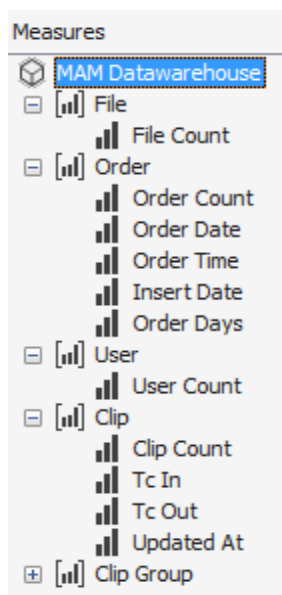 Measures
MAM Datawarehouse
File
File Count
Order
Order Count
Order Date
Order Time
Insert Date
Order Days
User
User Count
Clip
Clip Count
Tc In
Tc Out
Updated At
Clip Group